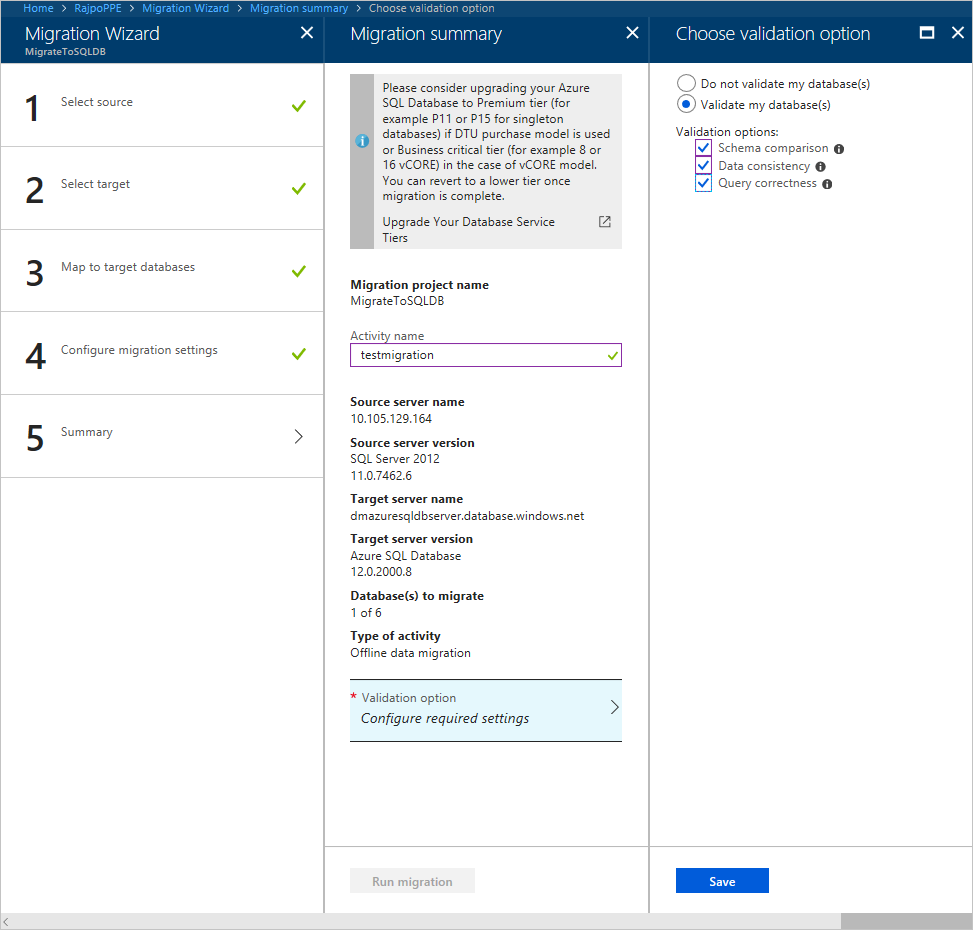 Home > RajpoPPE > Migration Wizard > Migration summary > Choose validation option
Migration Wizard
MigrateToSQLDB
1 Select source
2 Select target
3 Map to target databases
4 Configure migration settings
5 Summary
Migration summary
Please consider upgrading your Azure
SQL Database to Premium tier (for
example P11 or P15 for singleton
databases) if DTU purchase model is used
or Business critical tier (for example 8 or
16 vCORE) in the case of vCORE model.
You can revert to a lower tier once
migration is complete.
Upgrade Your Database Service
Tiers
Migration project name
MigrateToSQLDB
Activity name
testmigration
Source server name
10.105.129.164
Source server version
SQL Server 2012
11.0.7462.6
Target server name
dmazuresqldbserver.database.windows.net
Target server version
Azure SQL Database
12.0.2000.8
Database(s) to migrate
1 of 6
Type of activity
Offline data migration
* Validation option
Configure required settings
Run migration
Choose validation option
Do not validate my database(s)
Validate my database(s)
Validation options:
Schema comparison
Data consistency
Query correctness
Save